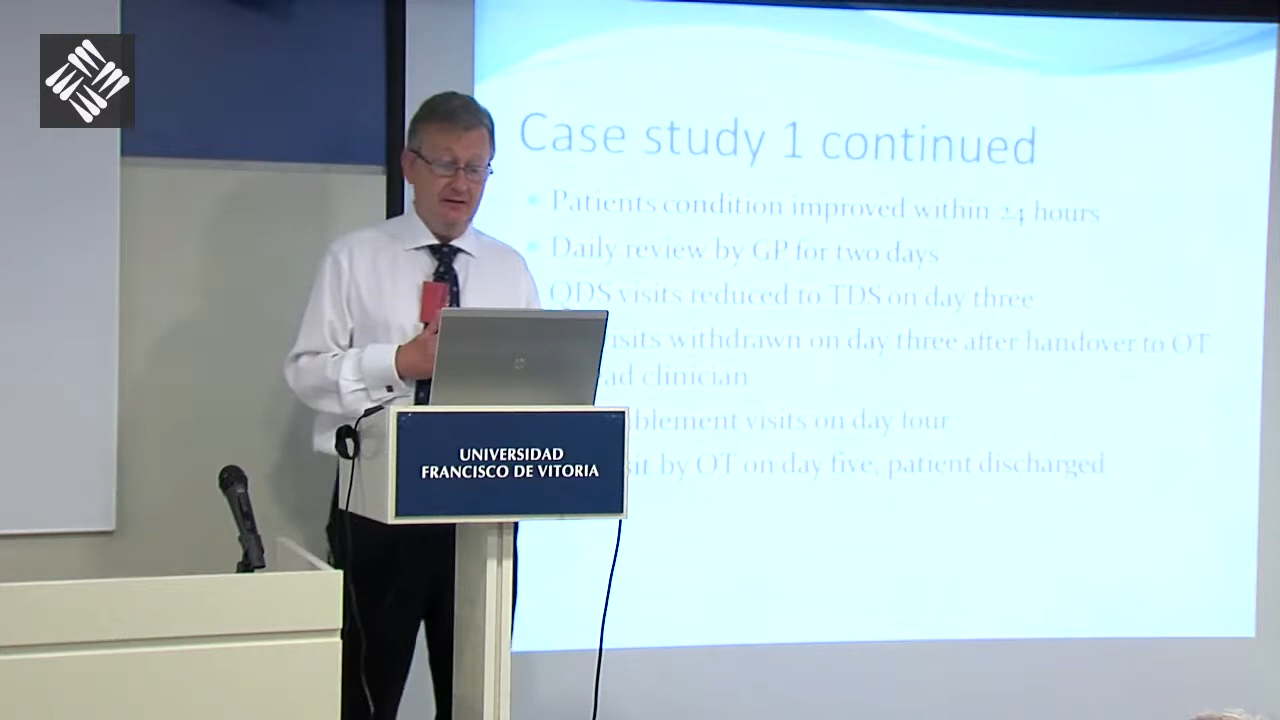 Case study 1 continued
Patients condition improved within 24 hours
Daily review by GP for two days
QDS visits reduced to TDS on day three
visits withdrawn on day three after handover to OT
clinician
visits on day four
by OT on day five, patient discharged
UNIVERSIDAD
FRANCISCO DE VITORIA
hp